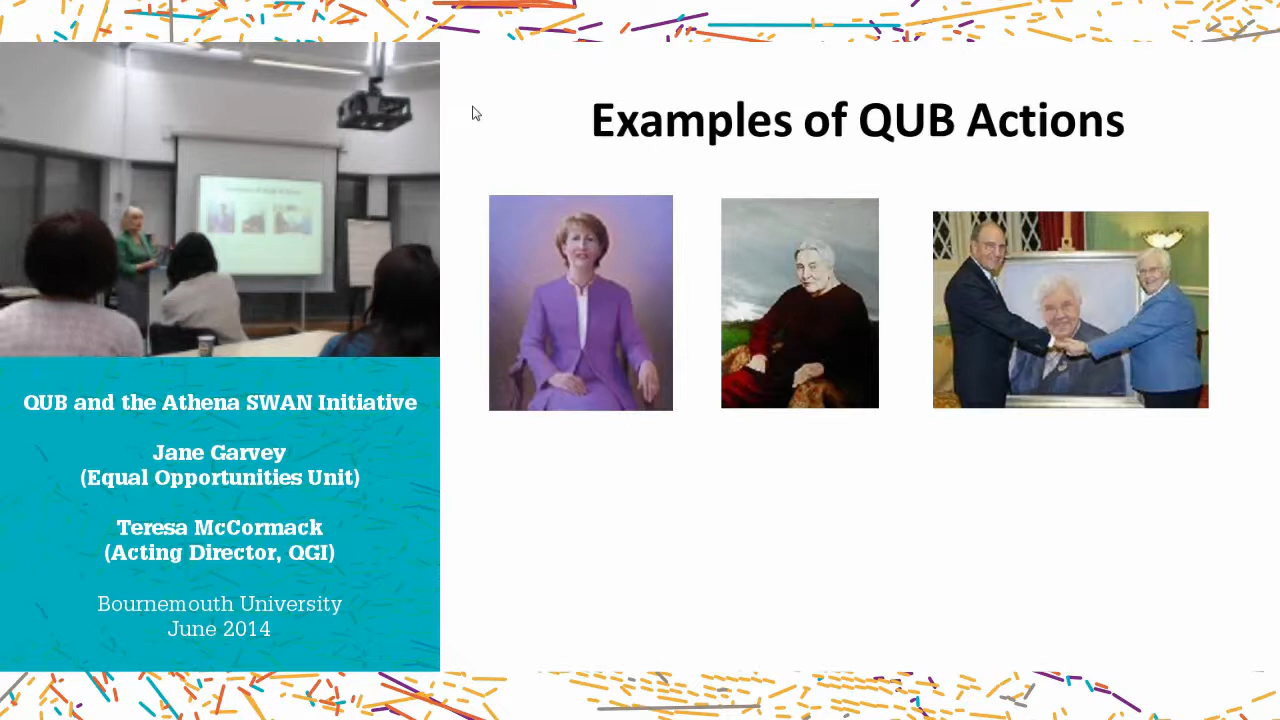 Examples of QUB Actions
QUB and the Athena SWAN Initiative
Jane Garvey
(Equal Opportunities Unit)
Teresa McCormack
(Acting Director, QGI)
Bournemouth University
June 2014